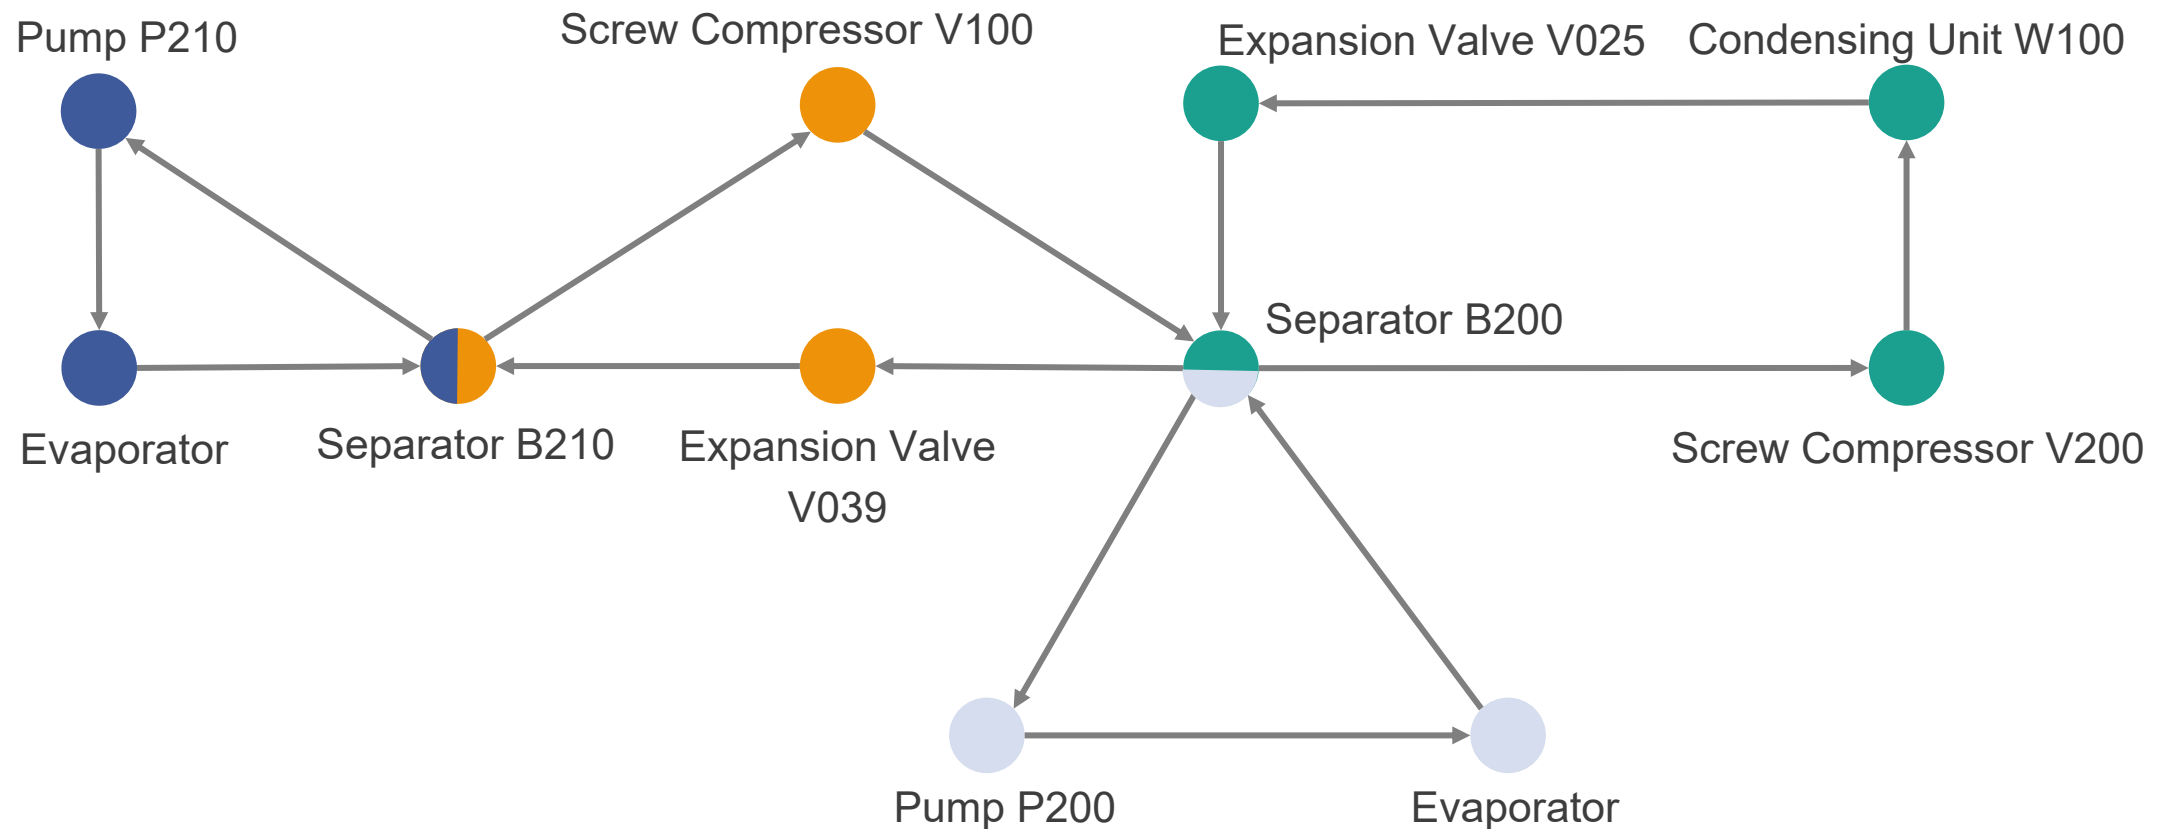 Pump P210
Screw Compressor V100
Expansion Valve V025
Condensing Unit W100
Separator B200
Evaporator
Separator B210
Expansion Valve
V039
Screw Compressor V200
Pump P200
Evaporator